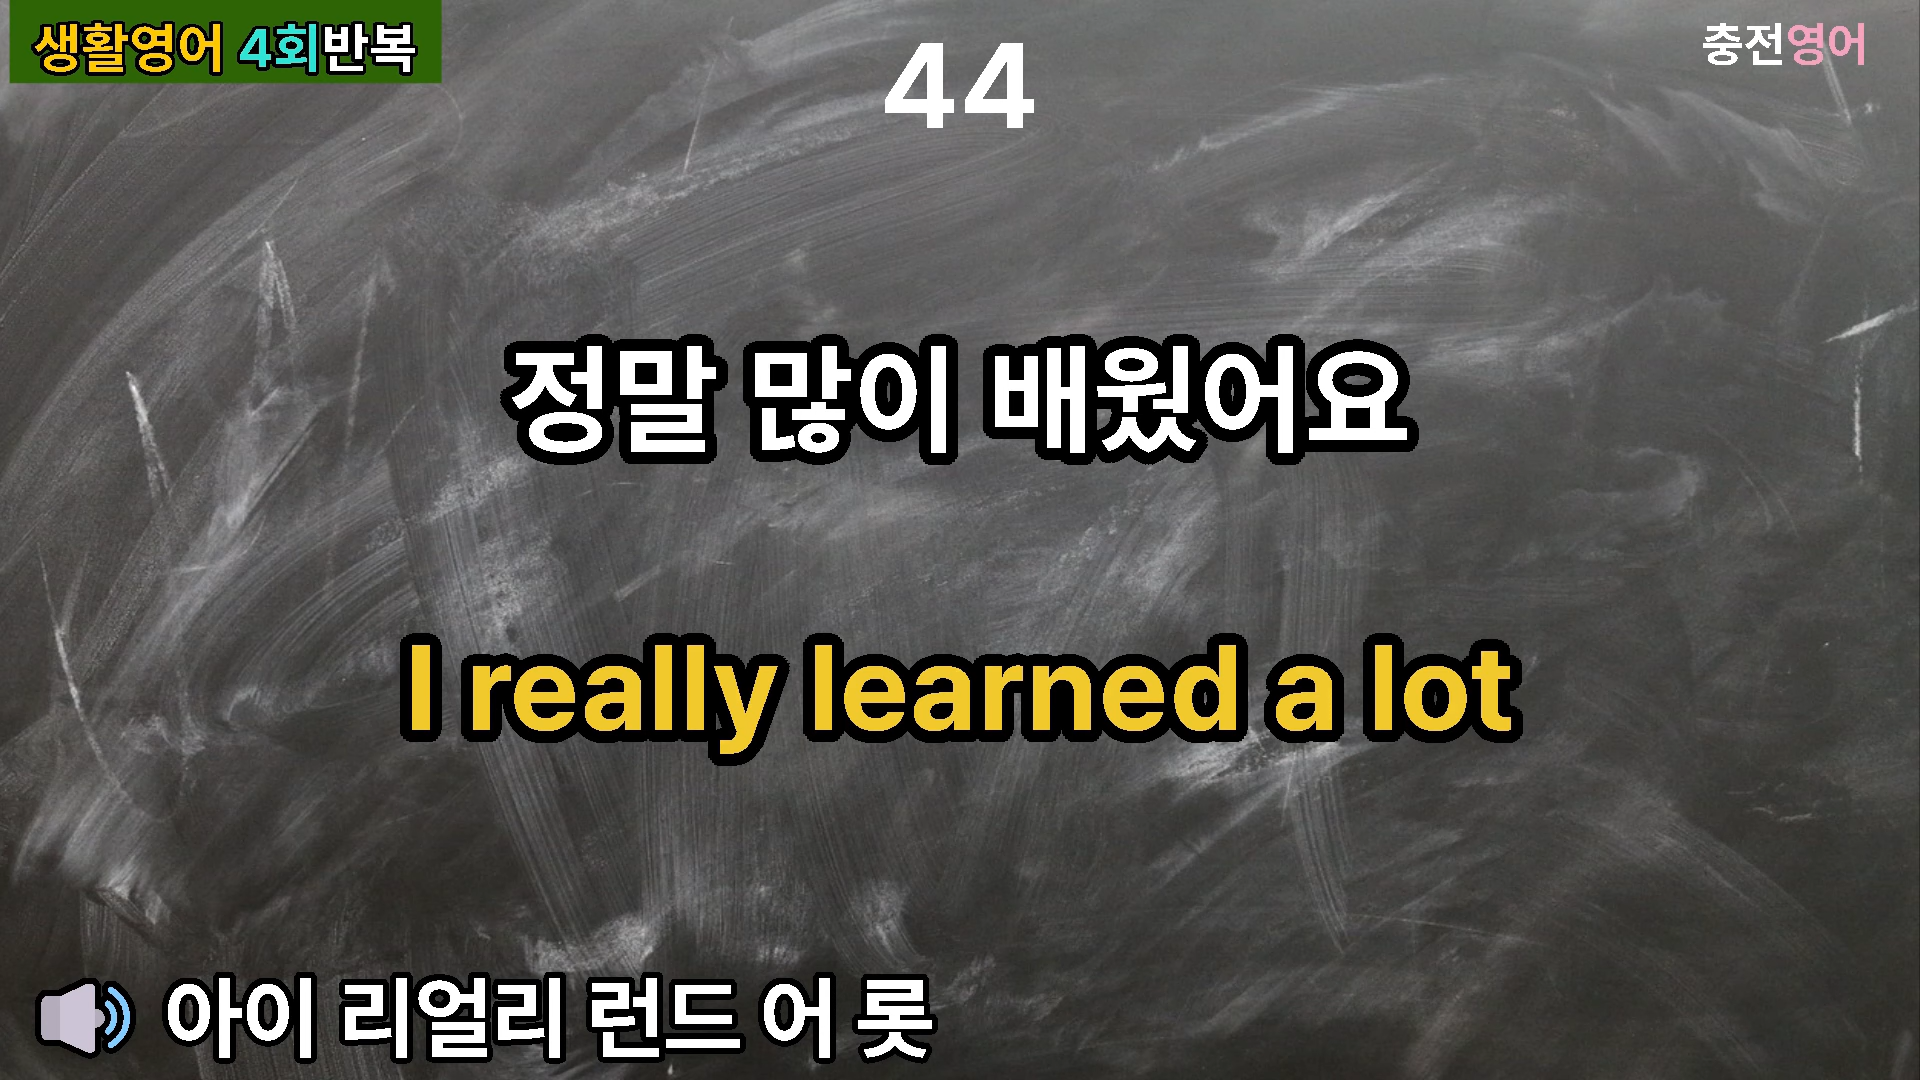 생활영어 4회반복
44
충전영어
정말 많이 배웠어요
I really learned a lot
아이 리얼리 런드 어 롯